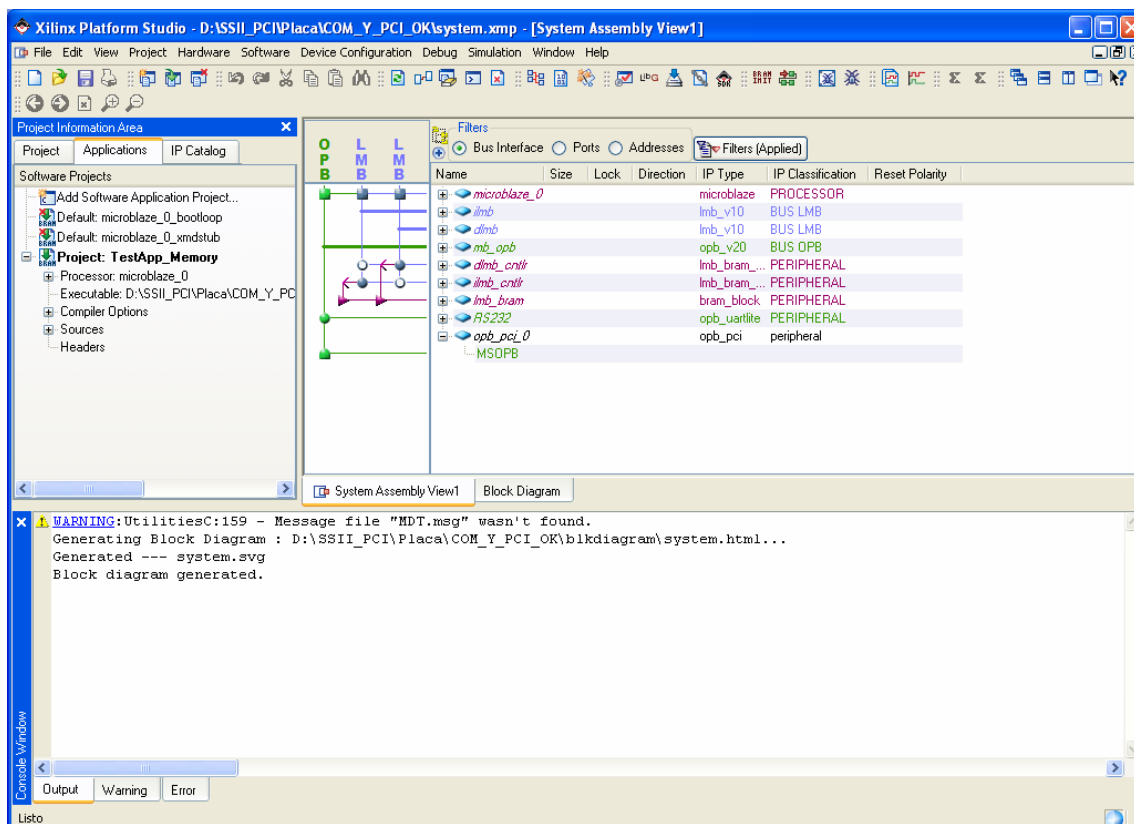 Xilinx Platform Studio - D:\SSII_PCI\Placa\COM_Y_PCI_OK\system.xmp - [System Assembly View1]
File Edit View Project Hardware Software Device Configuration Debug Simulation Window Help
Project Information Area
Project Applications IP Catalog
Software Projects
Add Software Application Project...
Default: microblaze_0_bootloop
Default: microblaze_0_xmdstub
Project: TestApp_Memory
Processor: microblaze_0
Executable: D:\SSII_PCI\Placa\COM_Y_PC
Compiler Options
Sources
Headers
OPB LMB LMB
Filters
Bus Interface Ports Addresses Filters (Applied)
Name Size Lock Direction IP Type IP Classification Reset Polarity
microblaze_0 microblaze PROCESSOR
ilmb lmb_v10 BUS LMB
dlmb lmb_v10 BUS LMB
mb_opb opb_v20 BUS OPB
dlmb_cntlr lmb_bram_... PERIPHERAL
ilmb_cntlr lmb_bram_... PERIPHERAL
lmb_bram bram_block PERIPHERAL
RS232 opb_uartlite PERIPHERAL
opb_pci_0 opb_pci peripheral
MSOPB
System Assembly View1 Block Diagram
WARNING:UtilitiesC:159 - Message file "MDT.msg" wasn't found.
Generating Block Diagram : D:\SSII_PCI\Placa\COM_Y_PCI_OK\blkdiagram\system.html...
Generated --- system.svg
Block diagram generated.
Console Window
Output Warning Error
Listo